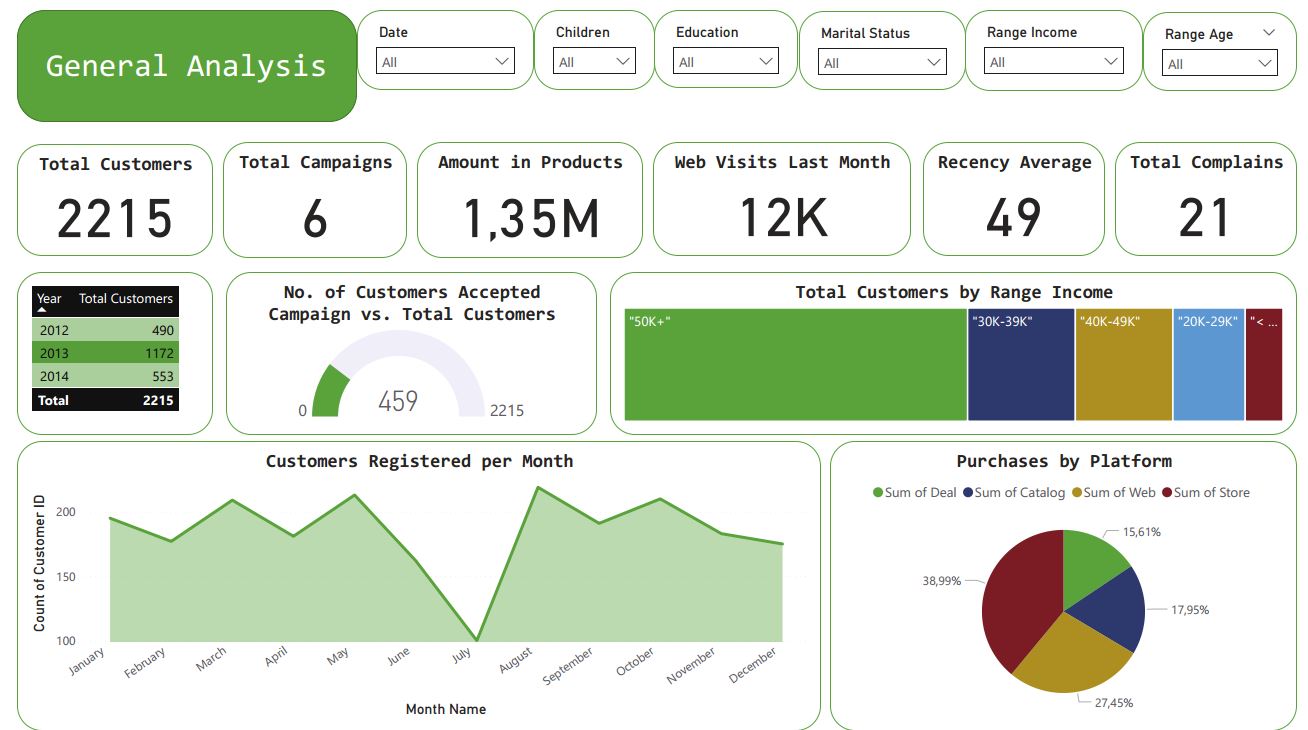 General Analysis
Date
All
Children
All
Education
All
Marital Status
All
Range Income
All
Range Age
All
Total Customers
2215
Total Campaigns
6
Amount in Products
1,35M
Web Visits Last Month
12K
Recency Average
49
Total Complains
21
Year Total Customers
2012 490
2013 1172
2014 553
Total 2215
No. of Customers Accepted
Campaign vs. Total Customers
459
0
2215
Total Customers by Range Income
"50K+"
"30K-39K"
"40K-49K"
"20K-29K"
"< ...
Customers Registered per Month
Count of Customer ID
200
150
100
January
February
March
April
May
June
July
August
September
October
November
December
Month Name
Purchases by Platform
Sum of Deal Sum of Catalog Sum of Web Sum of Store
15,61%
38,99%
17,95%
27,45%